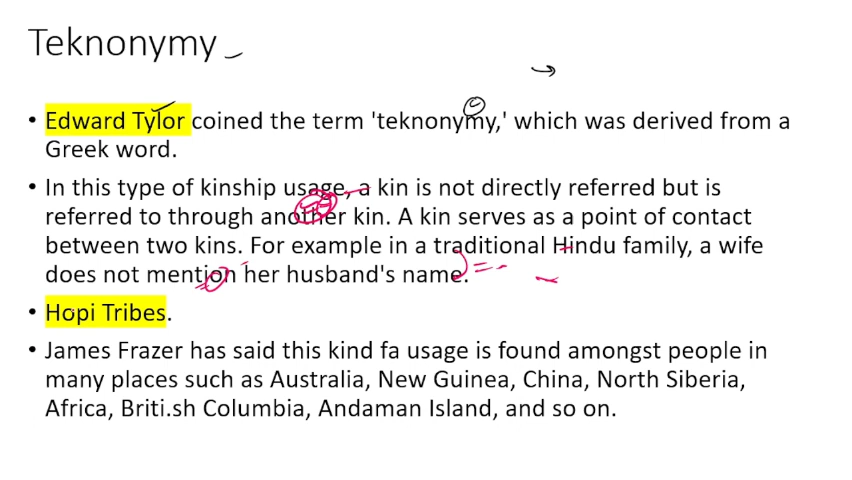 Teknonymy
• Edward Tylor coined the term 'teknonymy,' which was derived from a
Greek word.
• In this type of kinship usage, a kin is not directly referred but is
referred to through another kin. A kin serves as a point of contact
between two kins. For example in a traditional Hindu family, a wife
does not mention her husband's name.
• Hopi Tribes.
• James Frazer has said this kind fa usage is found amongst people in
many places such as Australia, New Guinea, China, North Siberia,
Africa, Briti.sh Columbia, Andaman Island, and so on.